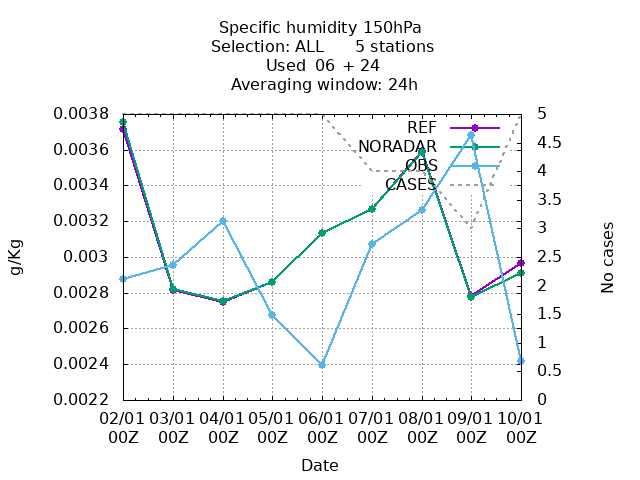 Specific humidity 150hPa
Selection: ALL 5 stations
Used 06 + 24
Averaging window: 24h
g/Kg
0.0038
0.0036
0.0034
0.0032
0.003
0.0028
0.0026
0.0024
0.0022
REF
NORADAR
OBS
CASES
5
4.5
4
3.5
3
2.5
2
1.5
1
0.5
0
No cases
02/01 03/01 04/01 05/01 06/01 07/01 08/01 09/01 10/01
00Z 00Z 00Z 00Z 00Z 00Z 00Z 00Z 00Z
Date